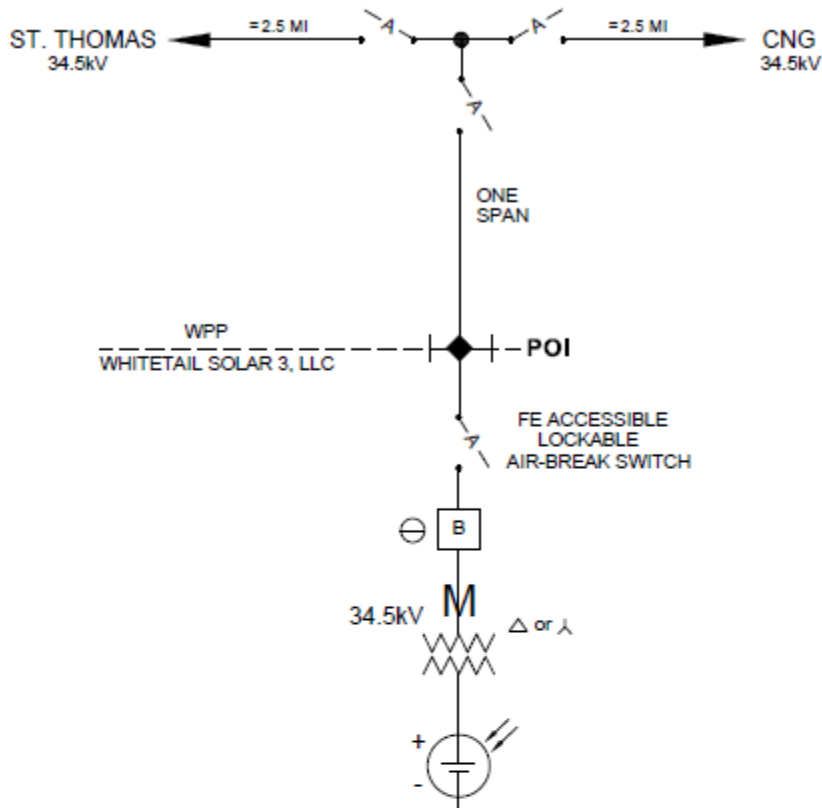 ST. THOMAS
34.5kV
=2.5 MI
A
A
=2.5 MI
CNG
34.5kV
A
ONE
SPAN
WPP
WHITETAIL SOLAR 3, LLC
POI
A
FE ACCESSIBLE
LOCKABLE
AIR-BREAK SWITCH
B
M
34.5kV
Δ or ⅄
+
-